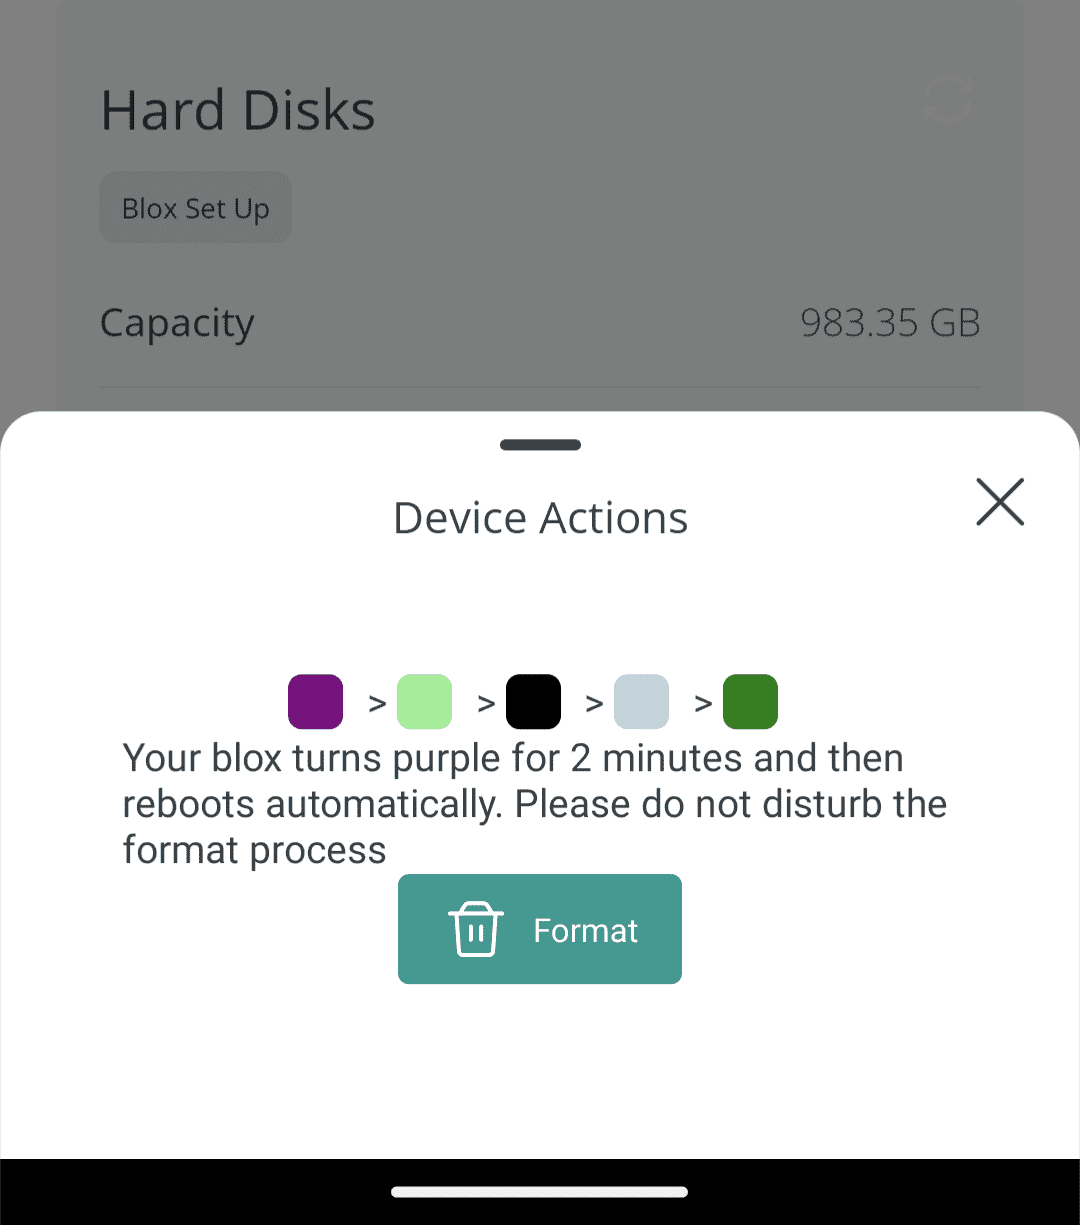 Hard Disks
Blox Set Up
Capacity 983.35 GB
Device Actions
> > > >
Your blox turns purple for 2 minutes and then
reboots automatically. Please do not disturb the
format process
Format